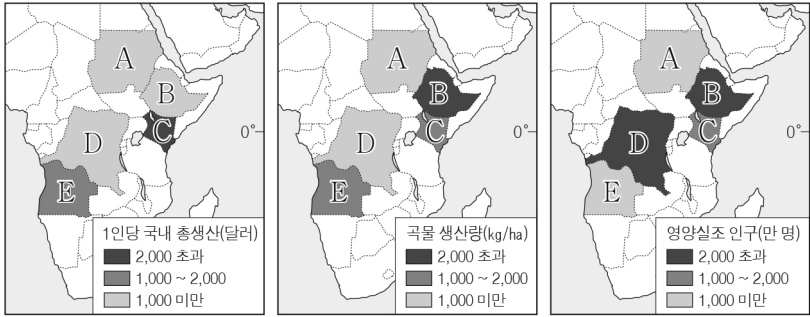 A
B
C
D
E
0°
1인당 국내 총생산(달러)
2,000 초과
1,000 ~ 2,000
1,000 미만
A
B
C
D
E
0°
곡물 생산량(kg/ha)
2,000 초과
1,000 ~ 2,000
1,000 미만
A
B
C
D
E
0°
영양실조 인구(만 명)
2,000 초과
1,000 ~ 2,000
1,000 미만